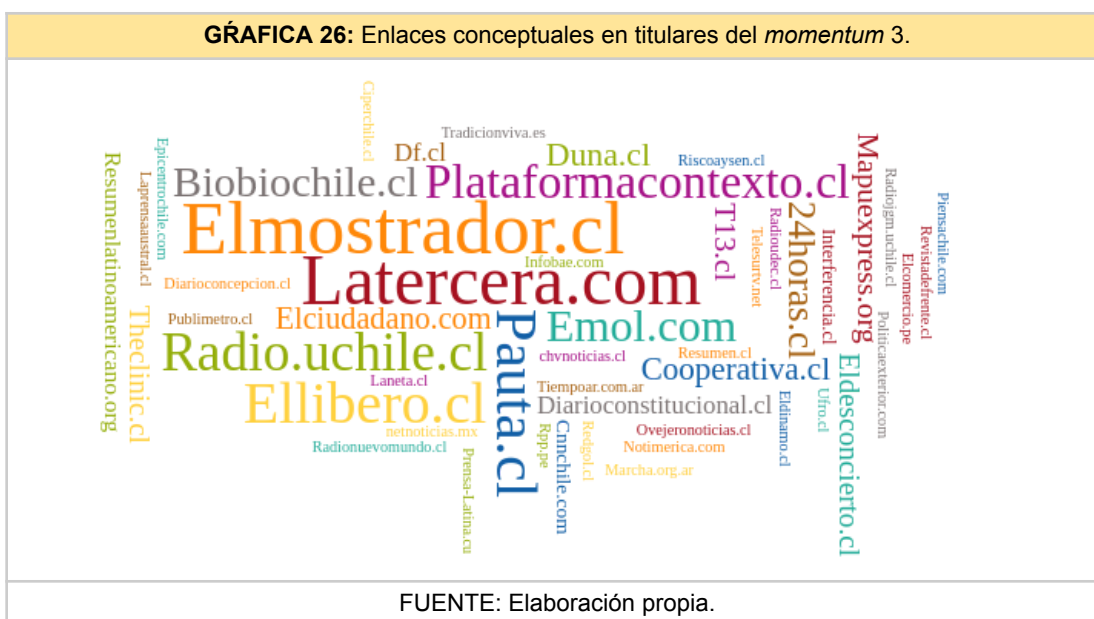 GŔAFICA 26: Enlaces conceptuales en titulares del momentum 3.
Ciperchile.cl
Tradicionviva.es
Df.cl
Duna.cl
Riscoaysen.cl
Epicentrochile.com
Resumenlatinoamericano.org
Laprensaaustral.cl
Biobiochile.cl
Plataformacontexto.cl
Mapuexpress.org
Radiojgm.uchile.cl
Piensachile.com
Elmostrador.cl
T13.cl
Radioudec.cl
24horas.cl
Telesurtv.net
Interferencia.cl
Elcomercio.pe
Revistadefrente.cl
Infobae.com
Latercera.com
Diarioconcepcion.cl
Theclinic.cl
Publimetro.cl
Elciudadano.com
Pauta.cl
Emol.com
Politicaexterior.com
Radio.uchile.cl
chvnoticias.cl
Resumen.cl
Cooperativa.cl
Eldesconcierto.cl
Laneta.cl
Ellibero.cl
Tiempoar.com.ar
Diarioconstitucional.cl
Eldinamo.cl
Ufro.cl
netnoticias.mx
Rpp.pe
Cnnchile.com
Redgol.cl
Ovejeronoticias.cl
Radionuevomundo.cl
Notimerica.com
Prensa-Latina.cu
Marcha.org.ar
FUENTE: Elaboración propia.